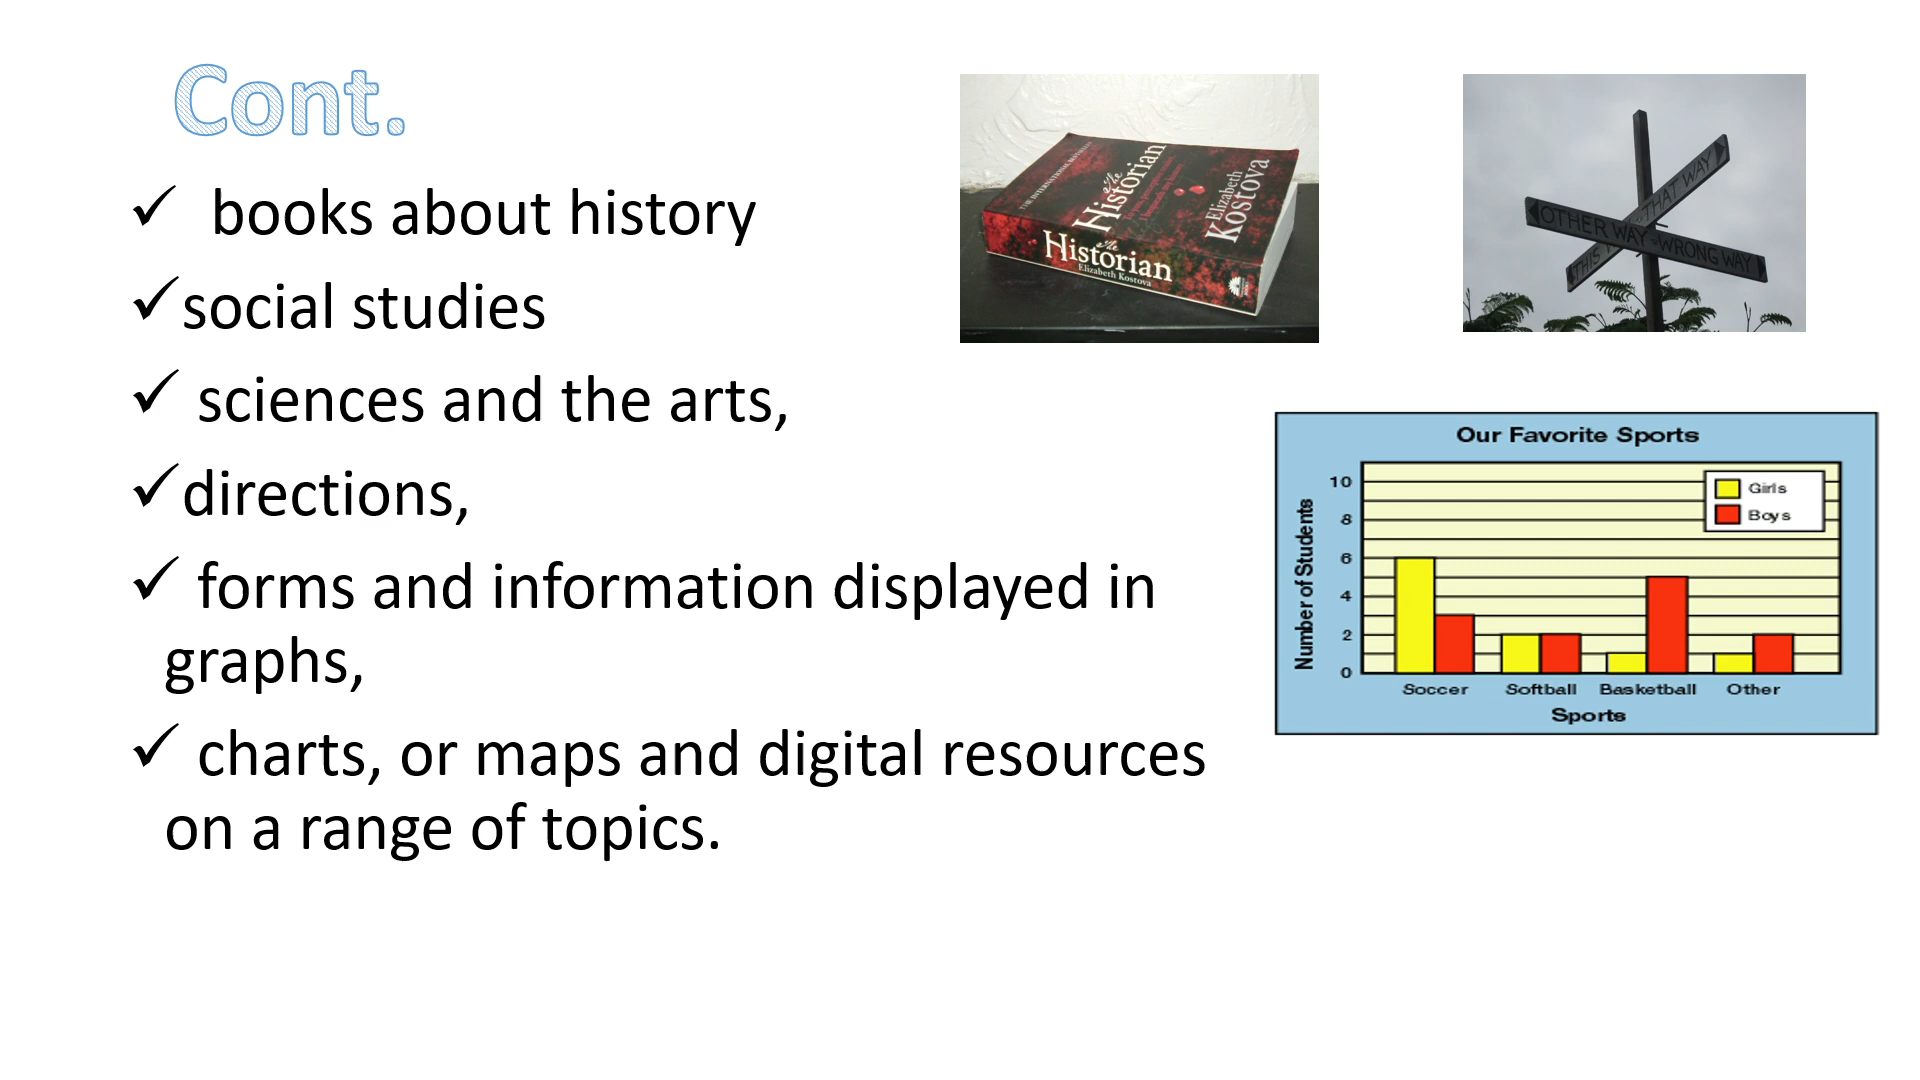 Cont.
✓ books about history
✓social studies
✓ sciences and the arts,
✓directions,
✓ forms and information displayed in
graphs,
✓ charts, or maps and digital resources
on a range of topics.
The Historian
Elizabeth Kostova
The Historian
Elizabeth Kostova
THAT WAY
OTHER WAY WRONG WAY
THIS
Our Favorite Sports
Number of Students
10
8
6
4
2
0
Girls
Boys
Soccer Softball Basketball Other
Sports